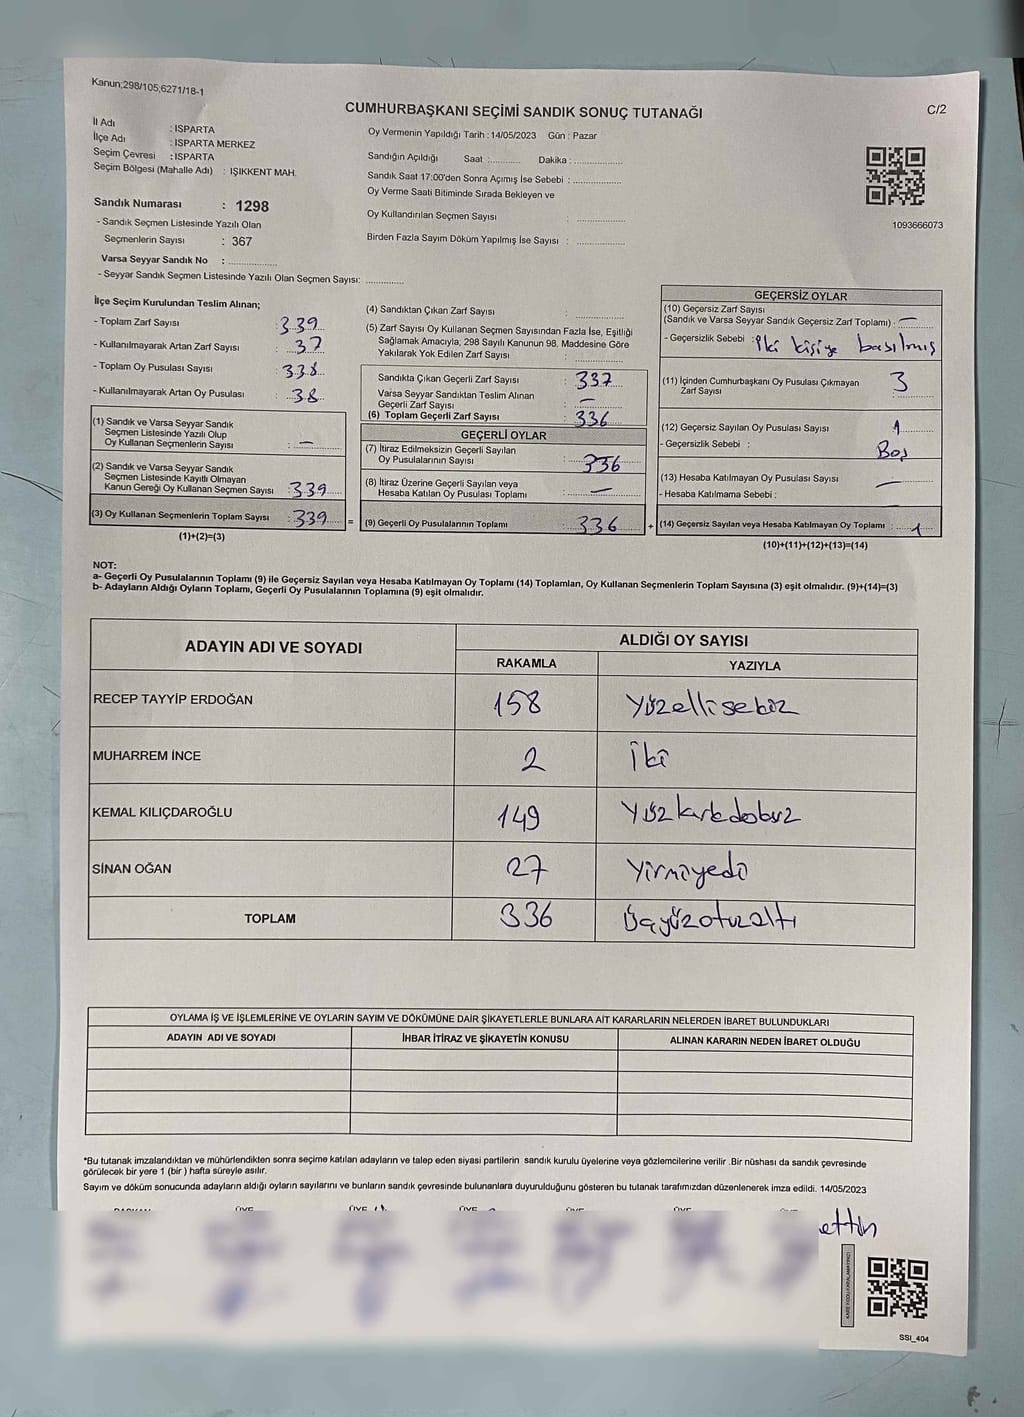 Kanun;298/105;6271/18-1
CUMHURBAŞKANI SEÇİMİ SANDIK SONUÇ TUTANAĞI
C/2
İl Adı : ISPARTA
İlçe Adı : ISPARTA MERKEZ
Seçim Çevresi : ISPARTA
Seçim Bölgesi (Mahalle Adı) : IŞIKKENT MAH.
Sandık Numarası : 1298
- Sandık Seçmen Listesinde Yazılı Olan
Seçmenlerin Sayısı : 367
Varsa Seyyar Sandık No :
- Seyyar Sandık Seçmen Listesinde Yazılı Olan Seçmen Sayısı:
Oy Vermenin Yapıldığı Tarih : 14/05/2023 Gün : Pazar
Sandığın Açıldığı Saat : Dakika :
Sandık Saat 17:00'den Sonra Açımış İse Sebebi :
Oy Verme Saati Bitiminde Sırada Bekleyen ve
Oy Kullandırılan Seçmen Sayısı :
Birden Fazla Sayım Döküm Yapılmış İse Sayısı :
1093666073
İlçe Seçim Kurulundan Teslim Alınan;
- Toplam Zarf Sayısı : 339
- Kullanılmayarak Artan Zarf Sayısı : 37
- Toplam Oy Pusulası Sayısı : 338
- Kullanılmayarak Artan Oy Pusulası : 38
(1) Sandık ve Varsa Seyyar Sandık
Seçmen Listesinde Yazılı Olup
Oy Kullanan Seçmenlerin Sayısı : –
(2) Sandık ve Varsa Seyyar Sandık
Seçmen Listesinde Kayıtlı Olmayan
Kanun Gereği Oy Kullanan Seçmen Sayısı : 339
(3) Oy Kullanan Seçmenlerin Toplam Sayısı : 339 =
(1)+(2)=(3)
(4) Sandıktan Çıkan Zarf Sayısı :
(5) Zarf Sayısı Oy Kullanan Seçmen Sayısından Fazla İse, Eşitliği
Sağlamak Amacıyla, 298 Sayılı Kanunun 98. Maddesine Göre
Yakılarak Yok Edilen Zarf Sayısı :
Sandıkta Çıkan Geçerli Zarf Sayısı : 337
Varsa Seyyar Sandıktan Teslim Alınan
Geçerli Zarf Sayısı : –
(6) Toplam Geçerli Zarf Sayısı : 336
GEÇERLİ OYLAR
(7) İtiraz Edilmeksizin Geçerli Sayılan
Oy Pusulalarının Sayısı : 336
(8) İtiraz Üzerine Geçerli Sayılan veya
Hesaba Katılan Oy Pusulası Toplamı : –
(9) Geçerli Oy Pusulalarının Toplamı : 336 +
GEÇERSİZ OYLAR
(10) Geçersiz Zarf Sayısı
(Sandık ve Varsa Seyyar Sandık Geçersiz Zarf Toplamı) : –
- Geçersizlik Sebebi : iki kişiye basılmış
(11) İçinden Cumhurbaşkanı Oy Pusulası Çıkmayan
Zarf Sayısı : 3
(12) Geçersiz Sayılan Oy Pusulası Sayısı : 1
- Geçersizlik Sebebi : Boş
(13) Hesaba Katılmayan Oy Pusulası Sayısı : –
- Hesaba Katılmama Sebebi :
(14) Geçersiz Sayılan veya Hesaba Katılmayan Oy Toplamı : 1
(10)+(11)+(12)+(13)=(14)
NOT:
a- Geçerli Oy Pusulalarının Toplamı (9) ile Geçersiz Sayılan veya Hesaba Katılmayan Oy Toplamı (14) Toplamları, Oy Kullanan Seçmenlerin Toplam Sayısına (3) eşit olmalıdır. (9)+(14)=(3)
b- Adayların Aldığı Oyların Toplamı, Geçerli Oy Pusulalarının Toplamına (9) eşit olmalıdır.
ADAYIN ADI VE SOYADI ALDIĞI OY SAYISI
RAKAMLA YAZIYLA
RECEP TAYYİP ERDOĞAN 158 yüzellisekiz
MUHARREM İNCE 2 iki
KEMAL KILIÇDAROĞLU 149 yüzkırkdokuz
SİNAN OĞAN 27 yirmiyedi
TOPLAM 336 üçyüzotuzaltı
OYLAMA İŞ VE İŞLEMLERİNE VE OYLARIN SAYIM VE DÖKÜMÜNE DAİR ŞİKAYETLERLE BUNLARA AİT KARARLARIN NELERDEN İBARET BULUNDUKLARI
ADAYIN ADI VE SOYADI İHBAR İTİRAZ VE ŞİKAYETİN KONUSU ALINAN KARARIN NEDEN İBARET OLDUĞU
*Bu tutanak imzalandıktan ve mühürlendikten sonra seçime katılan adayların ve talep eden siyasi partilerin sandık kurulu üyelerine veya gözlemcilerine verilir .Bir nüshası da sandık çevresinde
görülecek bir yere 1 (bir ) hafta süreyle asılır.
Sayım ve döküm sonucunda adayların aldığı oyların sayılarını ve bunların sandık çevresinde bulunanlara duyurulduğunu gösteren bu tutanak tarafımızdan düzenlenerek imza edildi. 14/05/2023
ÜYE ÜYE ÜYE ÜYE ÜYE
ettin
SSI_404